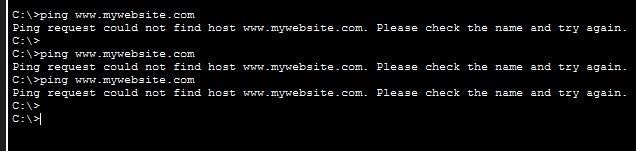 C:\>ping www.mywebsite.com
Ping request could not find host www.mywebsite.com. Please check the name and try again.
C:\>
C:\>ping www.mywebsite.com
Ping request could not find host www.mywebsite.com. Please check the name and try again.
C:\>ping www.mywebsite.com
Ping request could not find host www.mywebsite.com. Please check the name and try again.
C:\>
C:\>